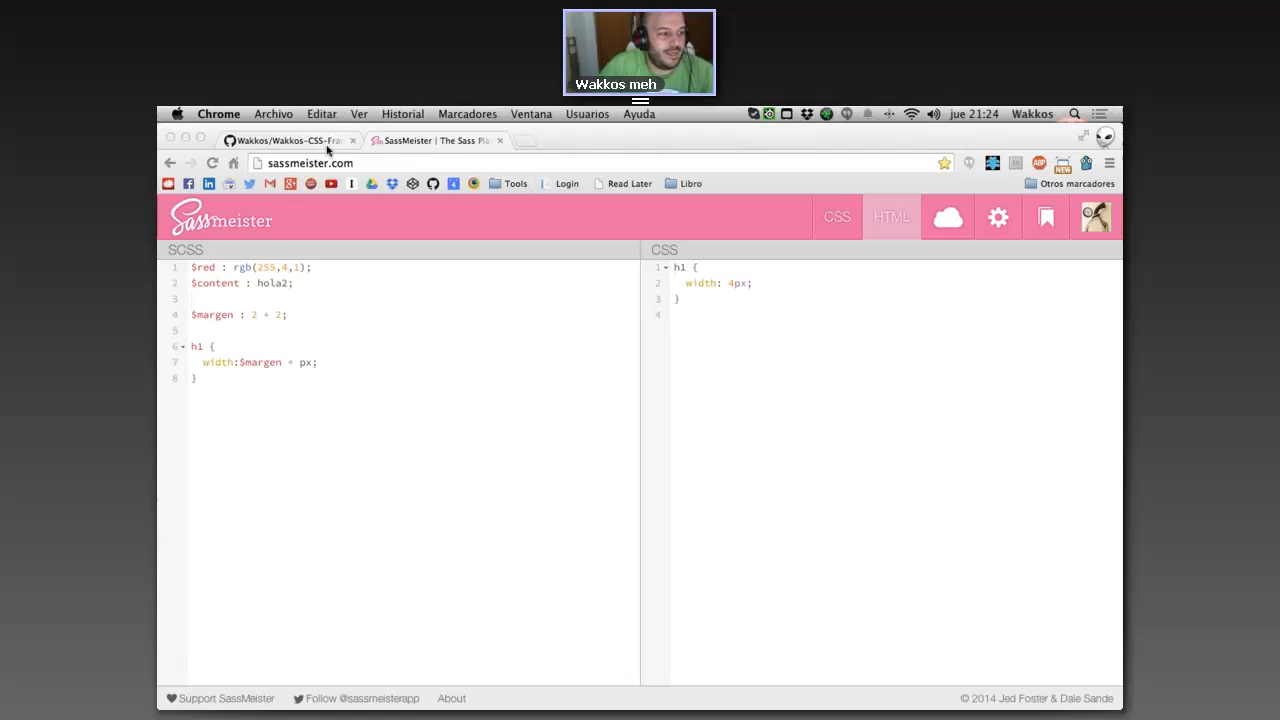 Wakkos meh
Chrome Archivo Editar Ver Historial Marcadores Ventana Usuarios Ayuda jue 21:24 Wakkos
Wakkos/Wakkos-CSS-Fra SassMeister | The Sass Pla
sassmeister.com
Tools Login Read Later Libro Otros marcadores
Sassmeister CSS HTML
SCSS CSS
1 $red : rgb(255,4,1);
2 $content : hola2;
3
4 $margen : 2 + 2;
5
6 h1 {
7 width:$margen + px;
8 }
1 h1 {
2 width: 4px;
3 }
4
Support SassMeister Follow @sassmeisterapp About © 2014 Jed Foster & Dale Sande